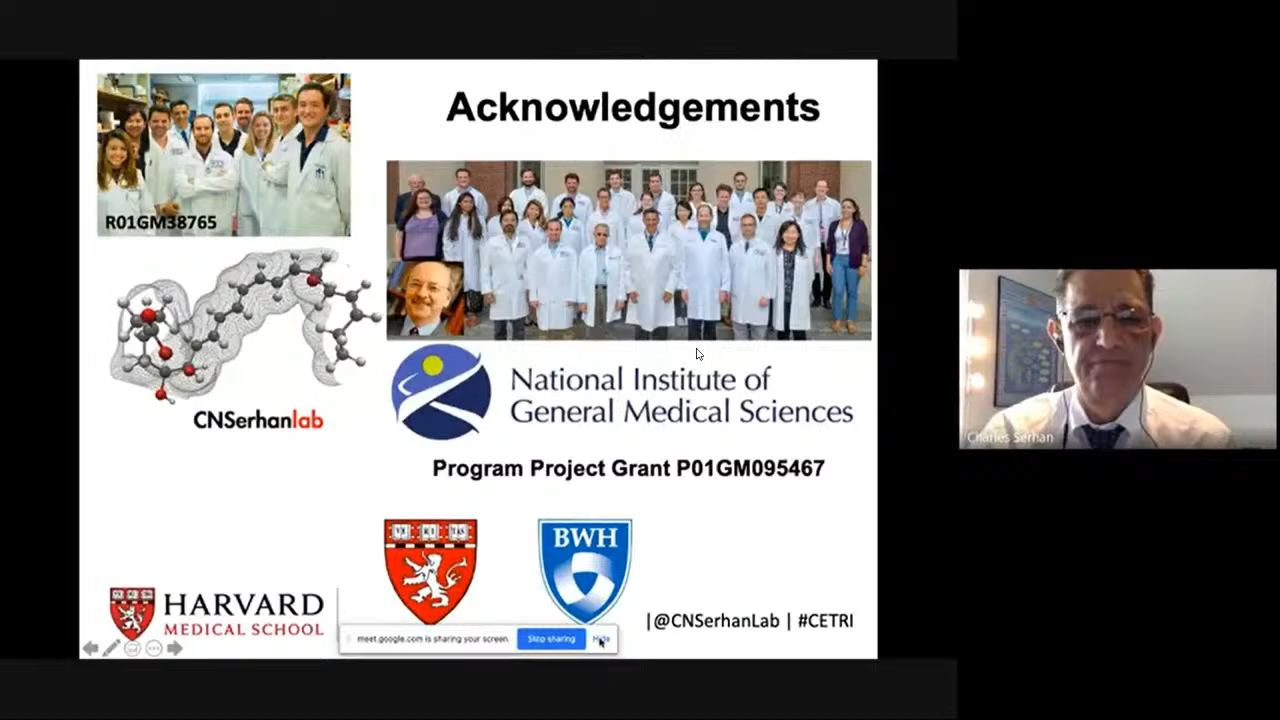 Acknowledgements
R01GM38765
CNSerhanlab
National Institute of
General Medical Sciences
Program Project Grant P01GM095467
BWH
HARVARD
MEDICAL SCHOOL
|@CNSerhanLab | #CETRI
meet.google.com is sharing your screen.
Stop sharing
Hide
Charles Serhan